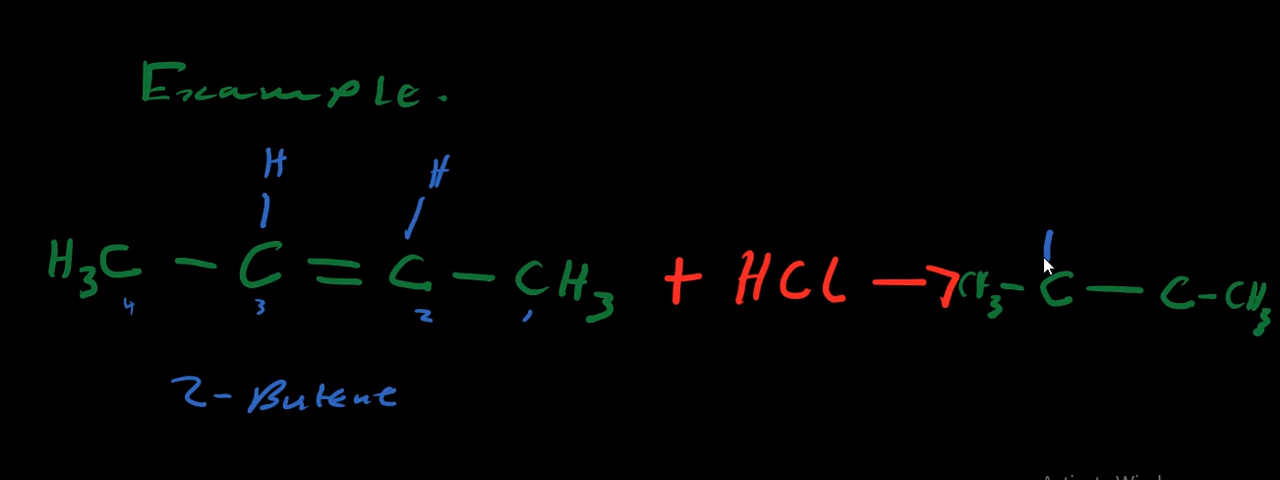 Example.
H H
H3C - C = C - CH3 + HCl → CH3 - C - C - CH3
4 3 2 1
2-Butene